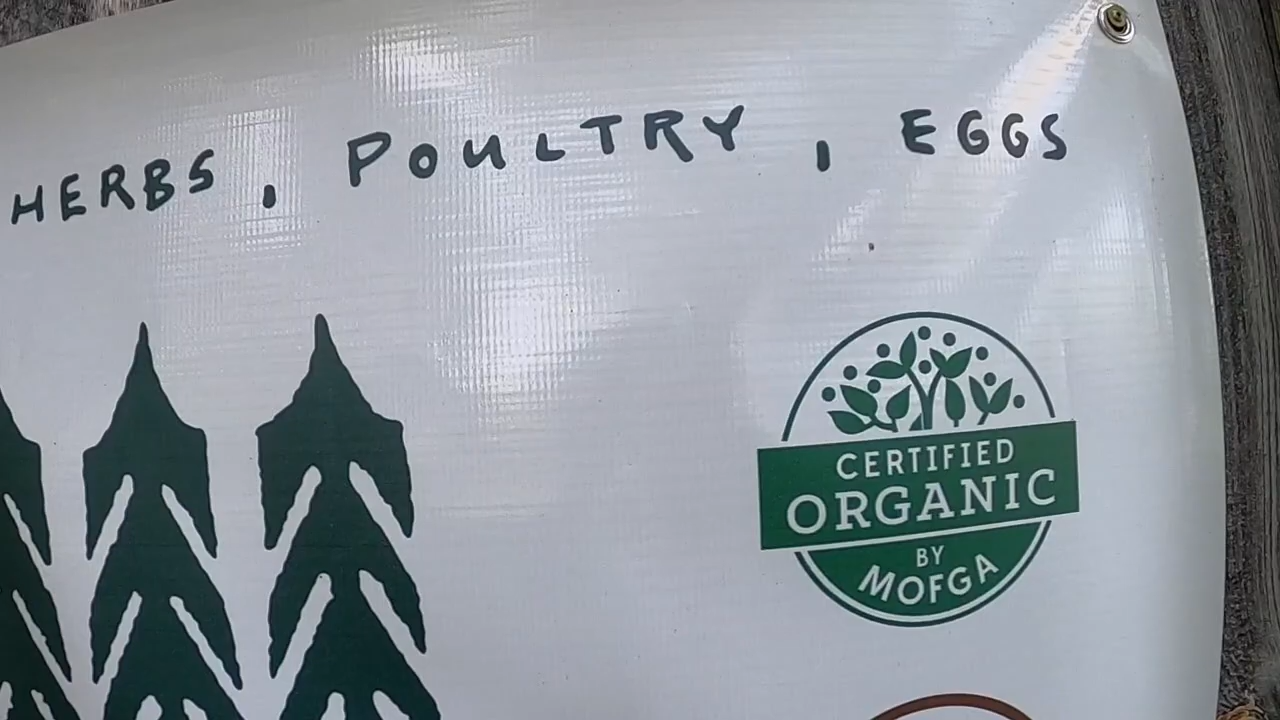 HERBS, POULTRY, EGGS
CERTIFIED
ORGANIC
BY
MOFGA